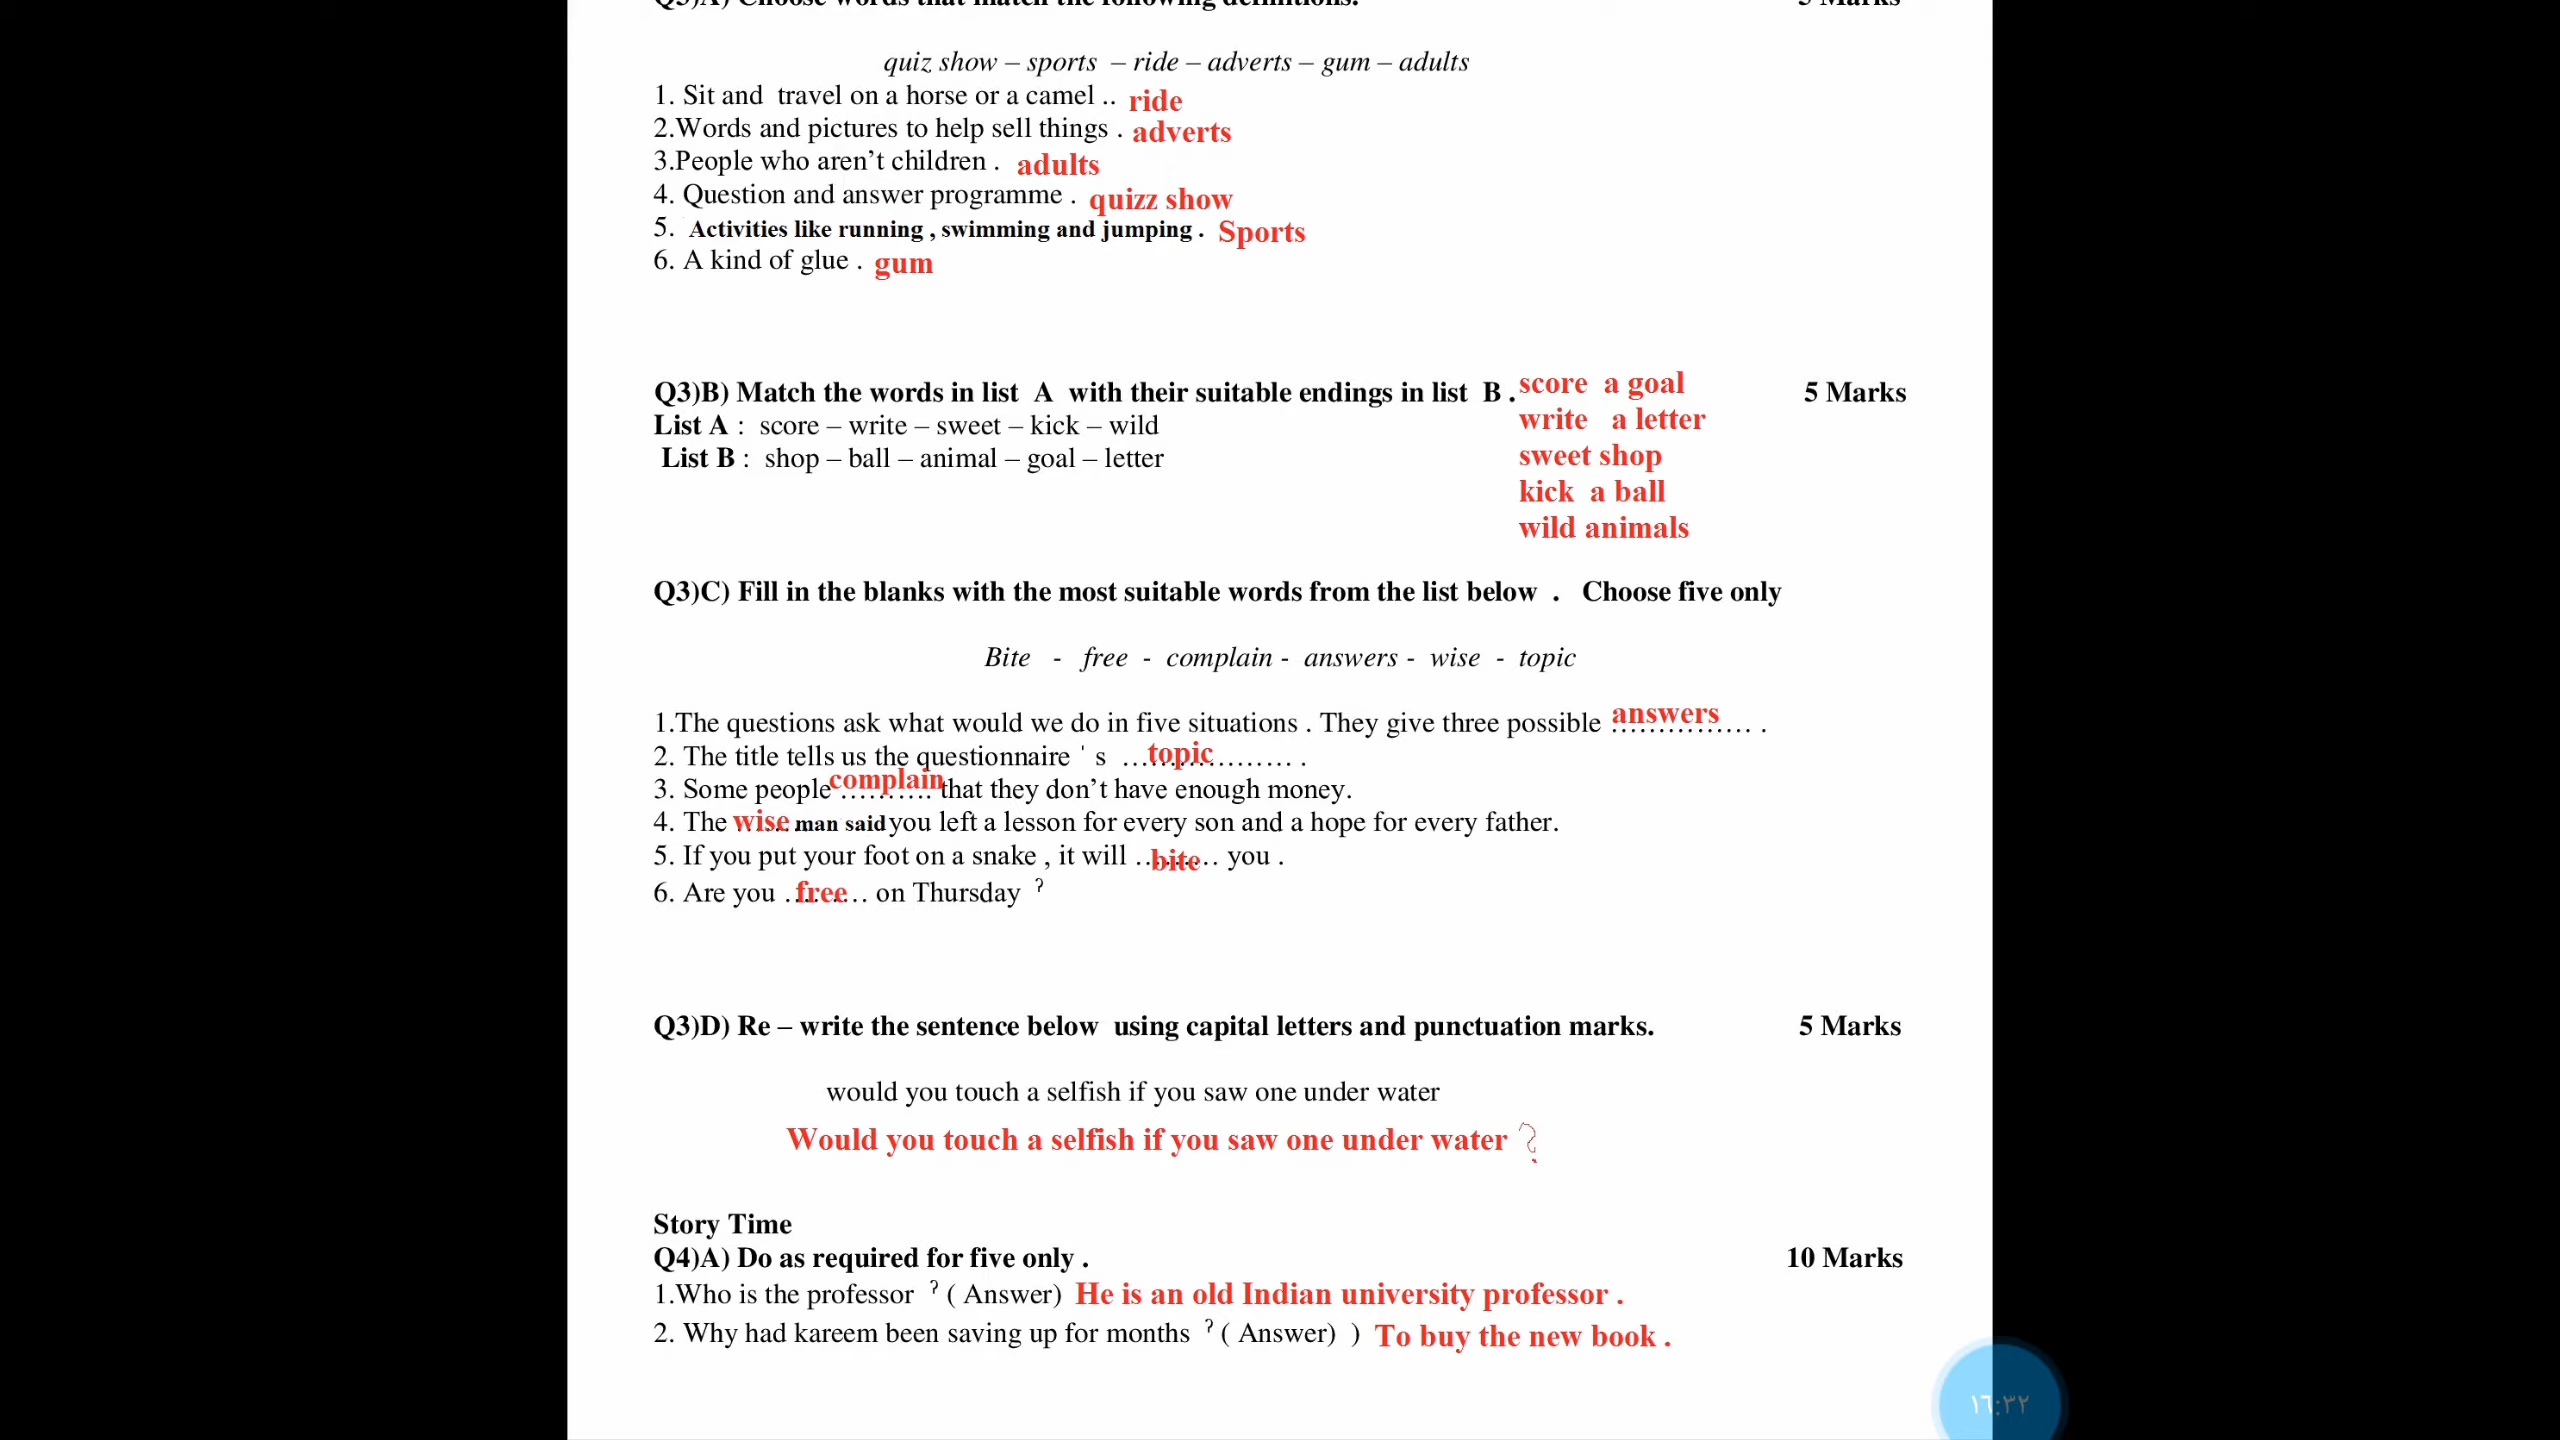 Q3)A) Choose words that match the following definitions. 5 Marks
quiz show – sports – ride – adverts – gum – adults
1. Sit and travel on a horse or a camel .. ride
2.Words and pictures to help sell things . adverts
3.People who aren’t children . adults
4. Question and answer programme . quizz show
5. Activities like running , swimming and jumping . Sports
6. A kind of glue . gum
Q3)B) Match the words in list A with their suitable endings in list B . 5 Marks
List A : score – write – sweet – kick – wild
List B : shop – ball – animal – goal – letter
score a goal
write a letter
sweet shop
kick a ball
wild animals
Q3)C) Fill in the blanks with the most suitable words from the list below . Choose five only
Bite - free - complain - answers - wise - topic
1.The questions ask what would we do in five situations . They give three possible answers .
2. The title tells us the questionnaire ' s topic .
3. Some people complain that they don’t have enough money.
4. The wise man said you left a lesson for every son and a hope for every father.
5. If you put your foot on a snake , it will bite you .
6. Are you free on Thursday ?
Q3)D) Re – write the sentence below using capital letters and punctuation marks. 5 Marks
would you touch a selfish if you saw one under water
Would you touch a selfish if you saw one under water ?
Story Time
Q4)A) Do as required for five only . 10 Marks
1.Who is the professor ? ( Answer) He is an old Indian university professor .
2. Why had kareem been saving up for months ? ( Answer) ) To buy the new book .
١٦:٣٢